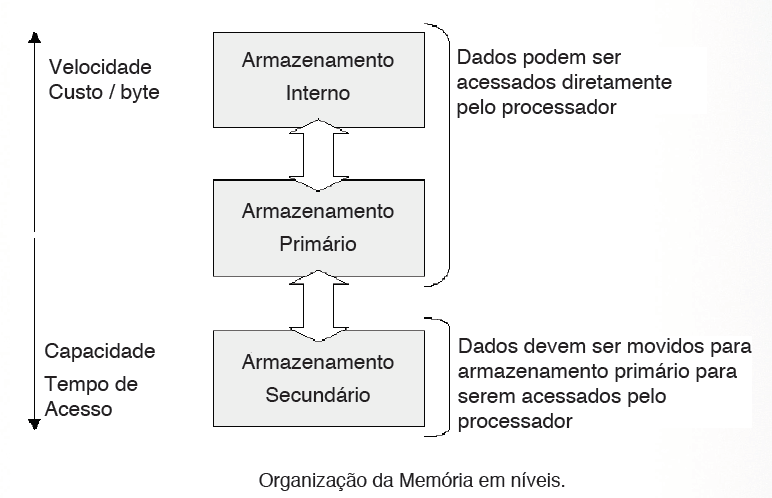 Velocidade
Custo / byte
Armazenamento
Interno
Dados podem ser
acessados diretamente
pelo processador
Armazenamento
Primário
Capacidade
Tempo de
Acesso
Armazenamento
Secundário
Dados devem ser movidos para
armazenamento primário para
serem acessados pelo
processador
Organização da Memória em níveis.